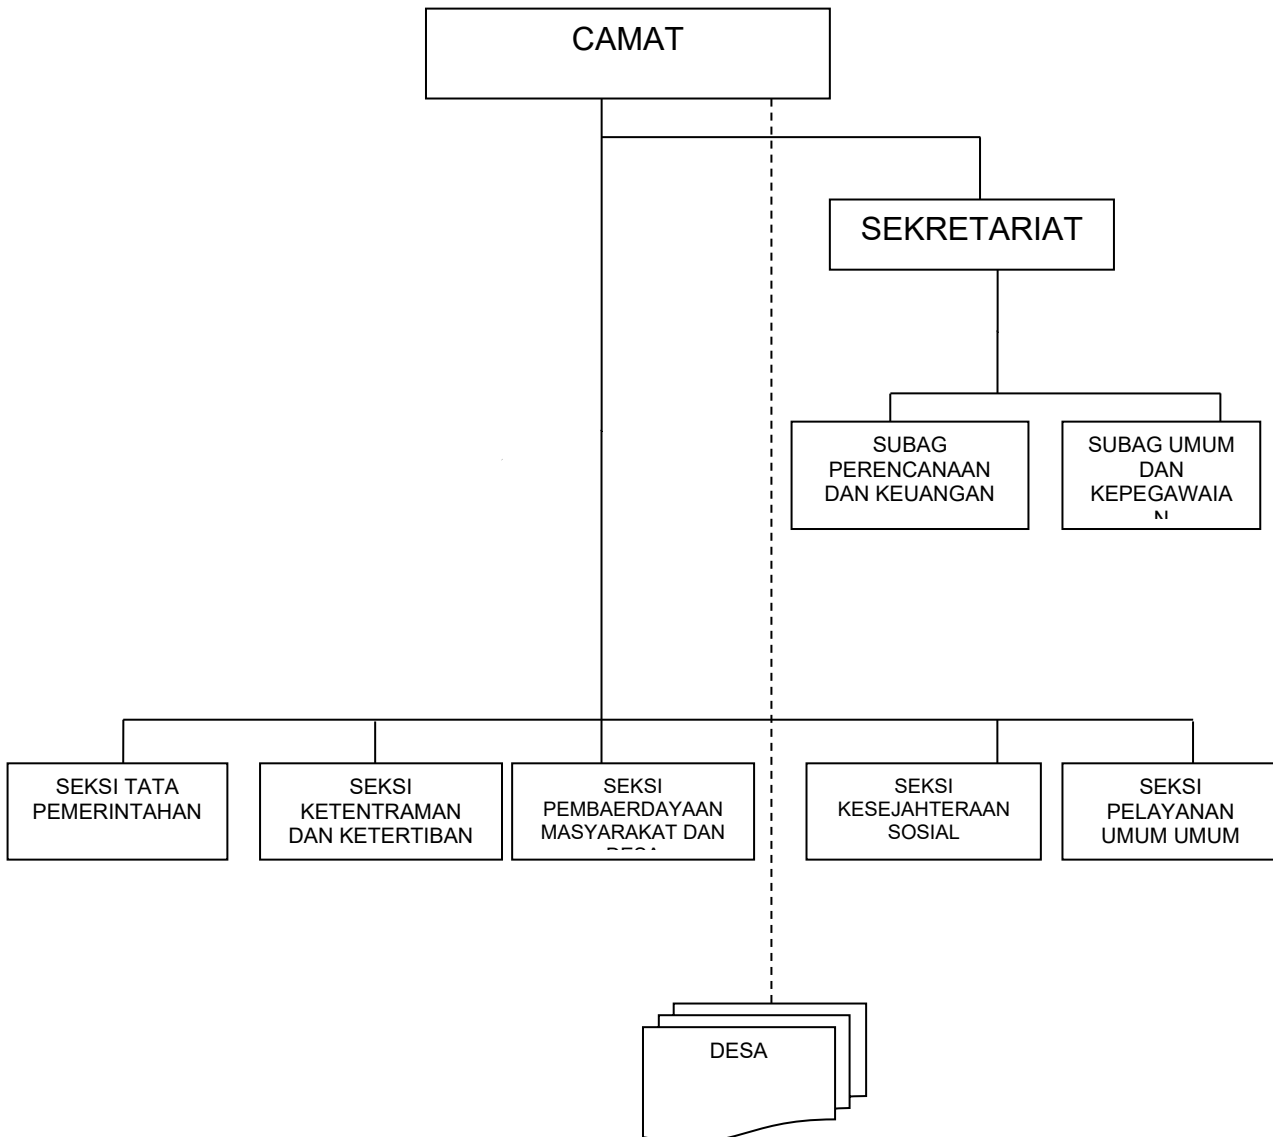 CAMAT
SEKRETARIAT
SUBAG
PERENCANAAN
DAN KEUANGAN
SUBAG UMUM
DAN
KEPEGAWAIA
N
SEKSI TATA
PEMERINTAHAN
SEKSI
KETENTRAMAN
DAN KETERTIBAN
SEKSI
PEMBAERDAYAAN
MASYARAKAT DAN
DESA
SEKSI
KESEJAHTERAAN
SOSIAL
SEKSI
PELAYANAN
UMUM UMUM
DESA